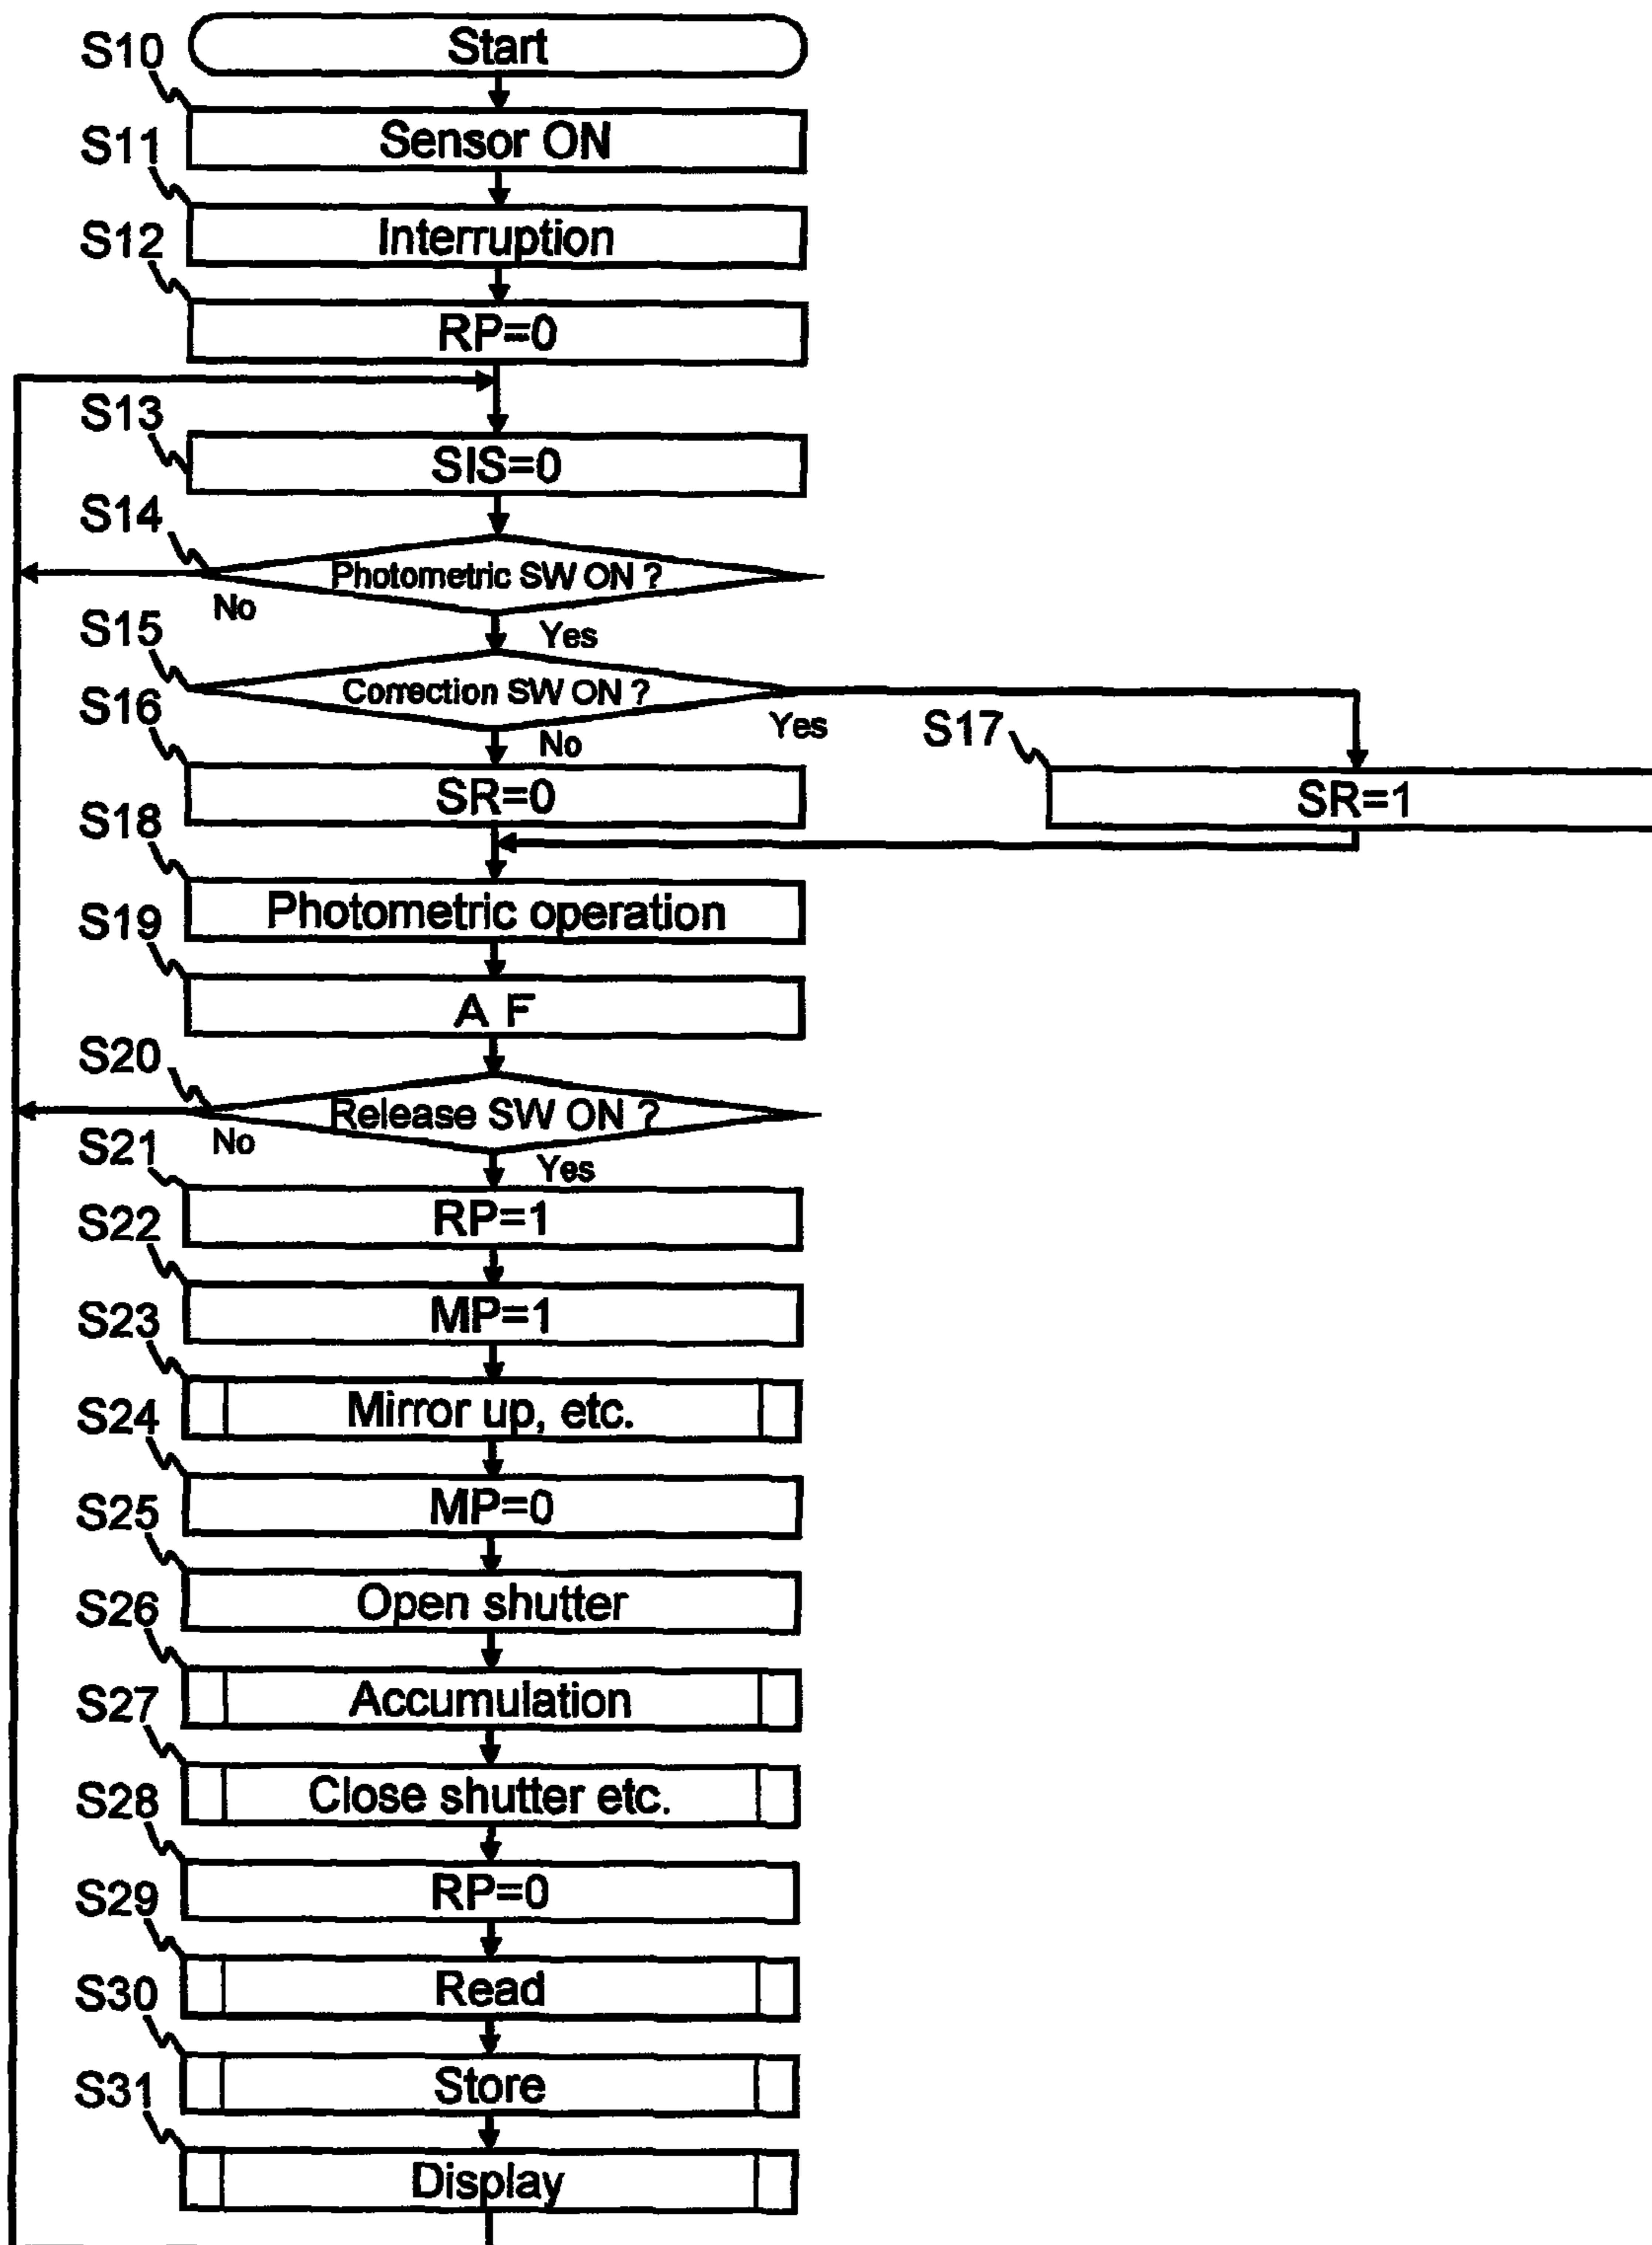 Start
S10
Sensor ON
S11
Interruption
S12
RP=0
S13
SIS=0
S14
Photometric SW ON ?
No
Yes
S15
Correction SW ON ?
Yes
No
S16
SR=0
S17
SR=1
S18
Photometric operation
S19
A F
S20
Release SW ON ?
No
Yes
S21
RP=1
S22
MP=1
S23
Mirror up, etc.
S24
MP=0
S25
Open shutter
S26
Accumulation
S27
Close shutter etc.
S28
RP=0
S29
Read
S30
Store
S31
Display